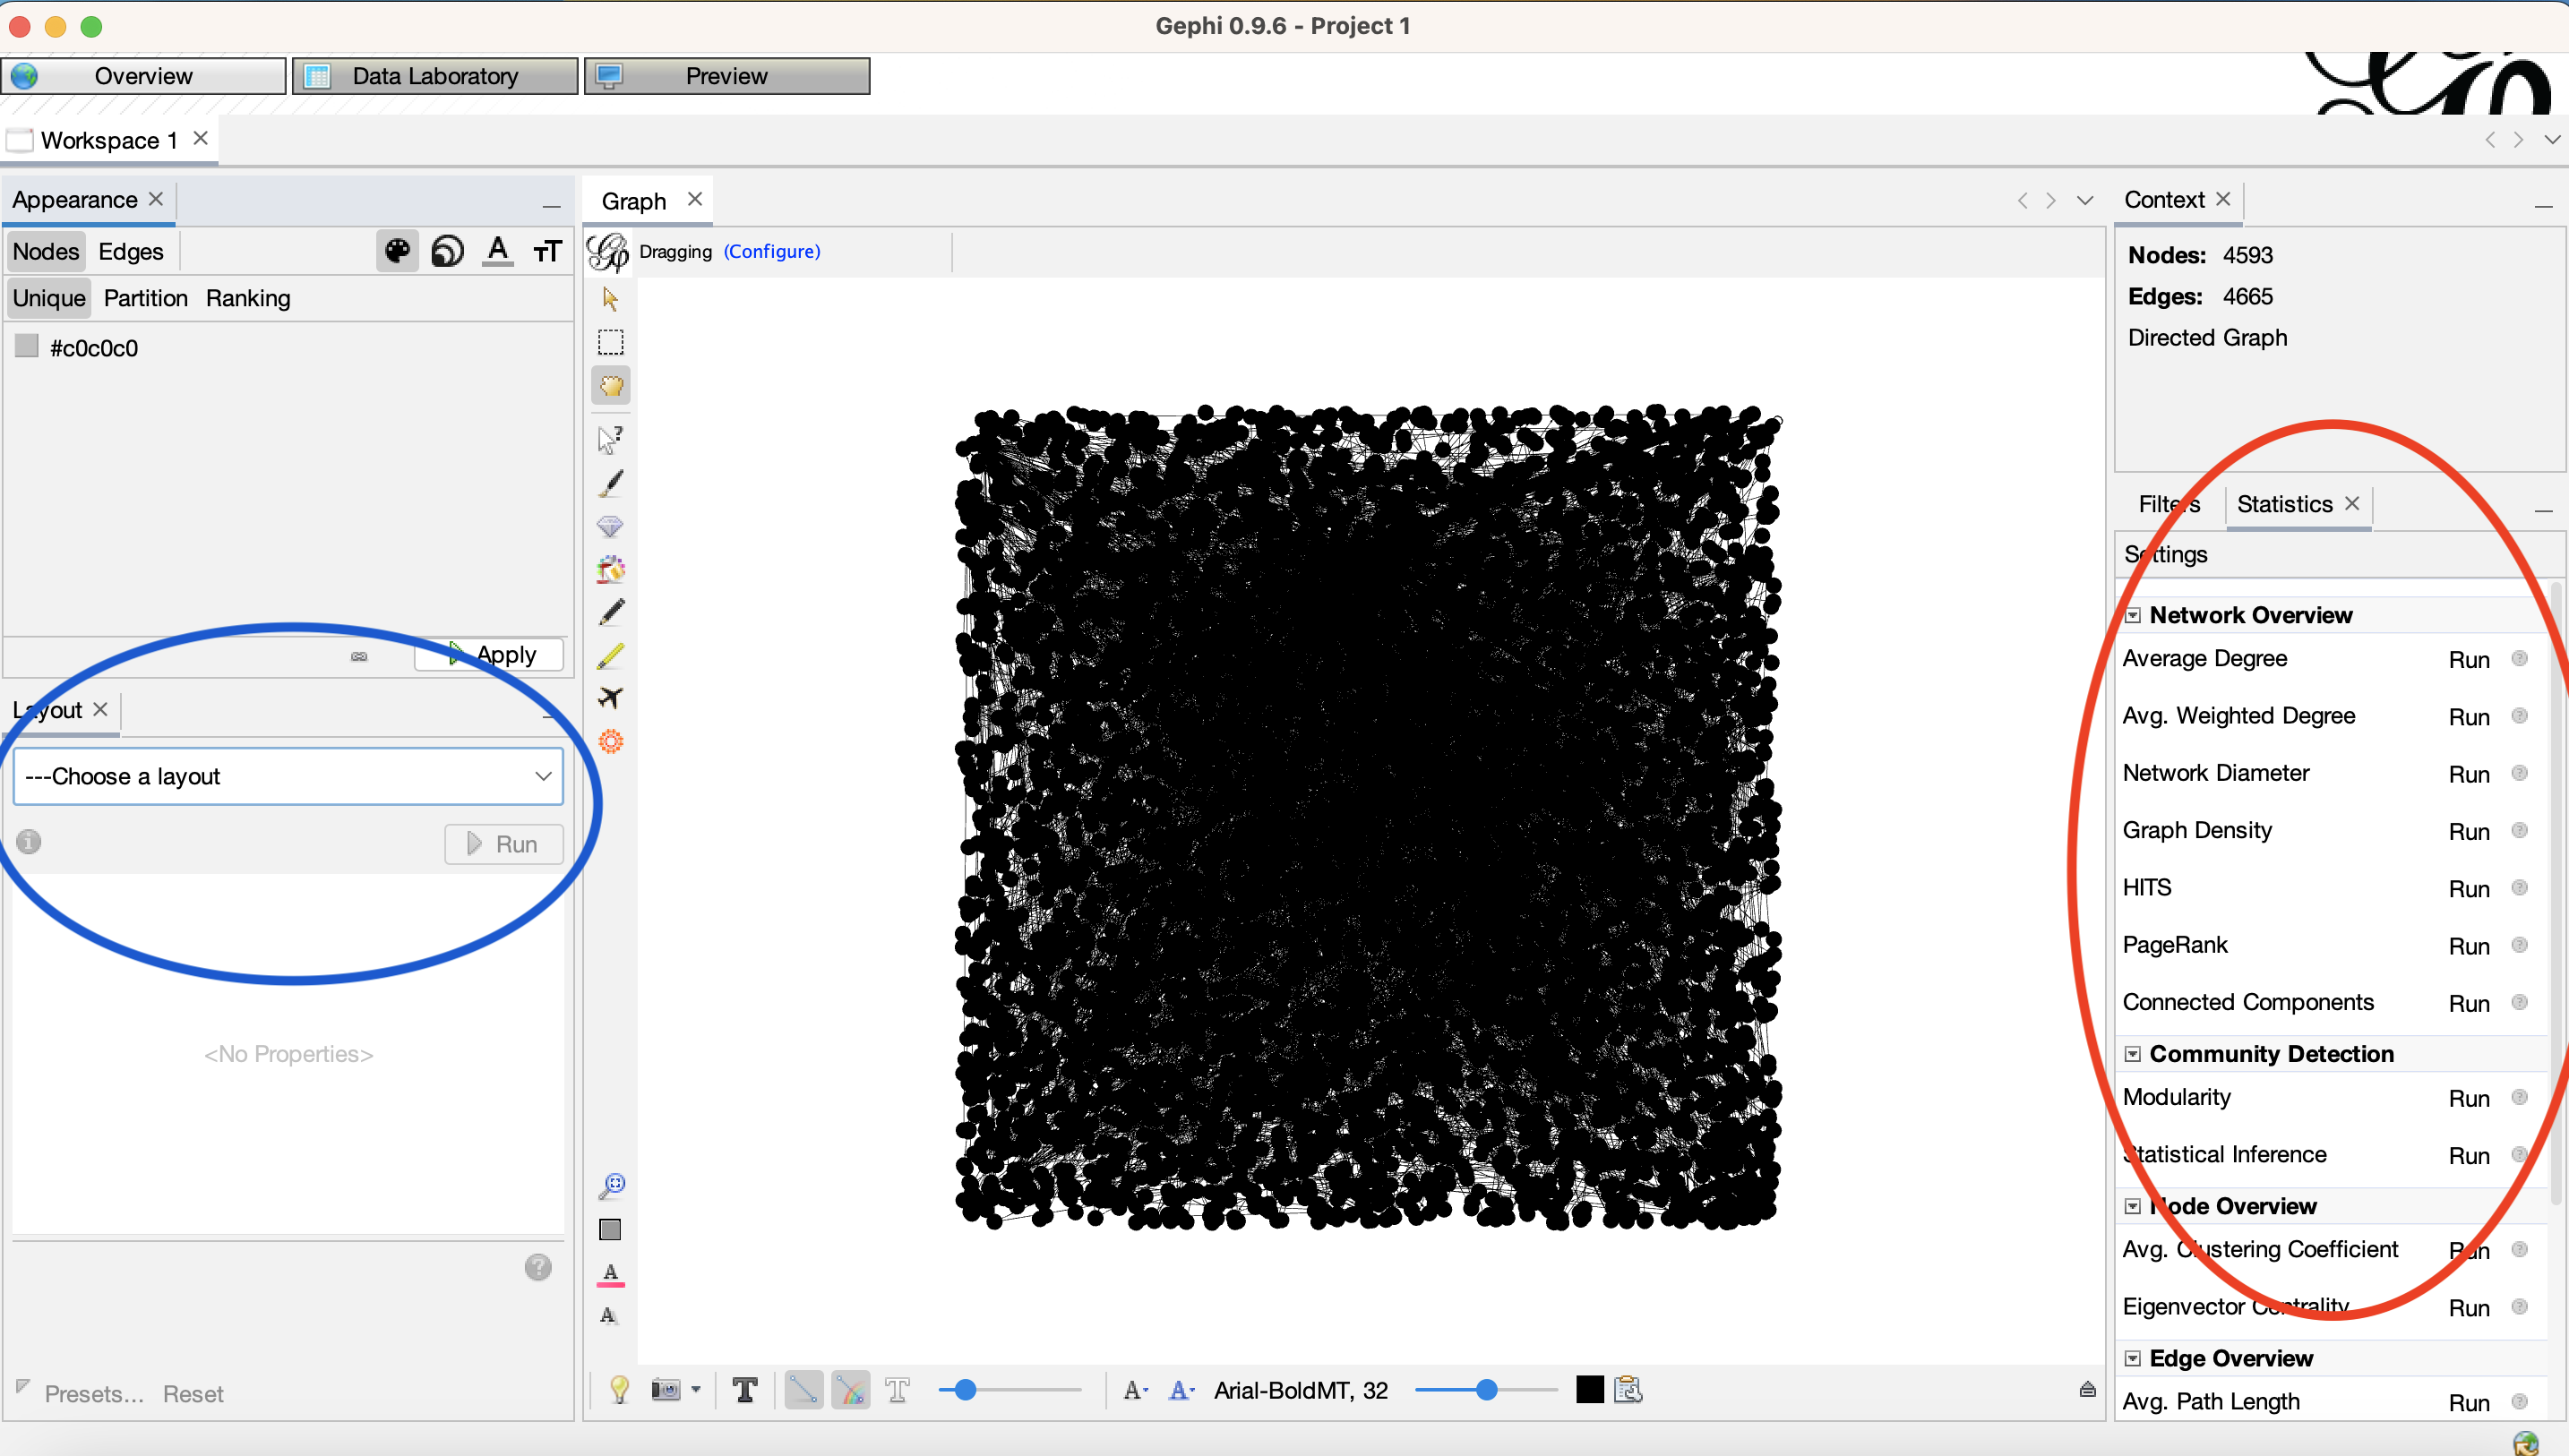 Gephi 0.9.6 - Project 1
Overview
Data Laboratory
Preview
Workspace 1
Appearance
Nodes Edges
Unique Partition Ranking
#c0c0c0
Apply
Layout
---Choose a layout
Run
<No Properties>
Presets... Reset
Graph
Dragging (Configure)
Arial-BoldMT, 32
Context
Nodes: 4593
Edges: 4665
Directed Graph
Filters Statistics
Settings
Network Overview
Average Degree Run
Avg. Weighted Degree Run
Network Diameter Run
Graph Density Run
HITS Run
PageRank Run
Connected Components Run
Community Detection
Modularity Run
Statistical Inference Run
Node Overview
Avg. Clustering Coefficient Run
Eigenvector Centrality Run
Edge Overview
Avg. Path Length Run